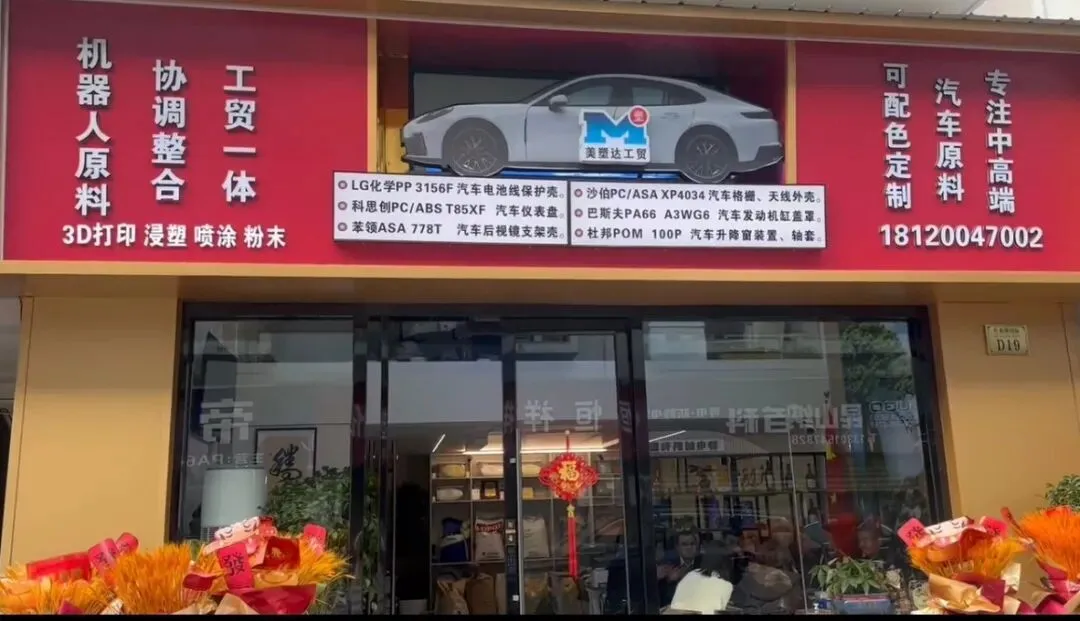 机器人原料
协调整合
工贸一体
3D打印 浸塑 喷涂 粉末
M
塑
美塑达工贸
LG化学PP 3156F 汽车电池线保护壳。
科思创PC/ABS T85XF 汽车仪表盘。
苯领ASA 778T 汽车后视镜支架壳。
沙伯PC/ASA XP4034 汽车格栅、天线外壳。
巴斯夫PA66 A3WG6 汽车发动机缸盖罩。
杜邦POM 100P 汽车升降窗装置、轴套。
专注中高端
汽车原料
可配色定制
18120047002
D19
帝
恒祥
福
發